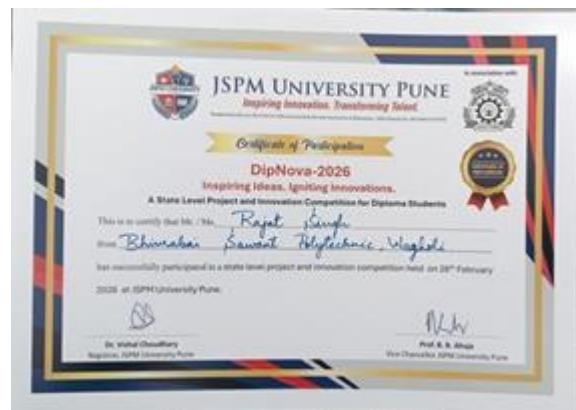 JSPM UNIVERSITY PUNE
Inspiring Innovation. Transforming Talent.
In association with
Certificate of Participation
DipNova-2026
Inspiring Ideas. Igniting Innovations.
A State Level Project and Innovation Competition for Diploma Students
This is to certify that Mr. / Ms. Rajat Singh
from Bhivrabai Sawant Polytechnic, Wagholi
has successfully participated in a state level project and innovation competition held on 28th February
2026 at JSPM University Pune.
Dr. Vishal Choudhary
Registrar, JSPM University Pune
Prof. B. B. Ahuja
Vice Chancellor, JSPM University Pune